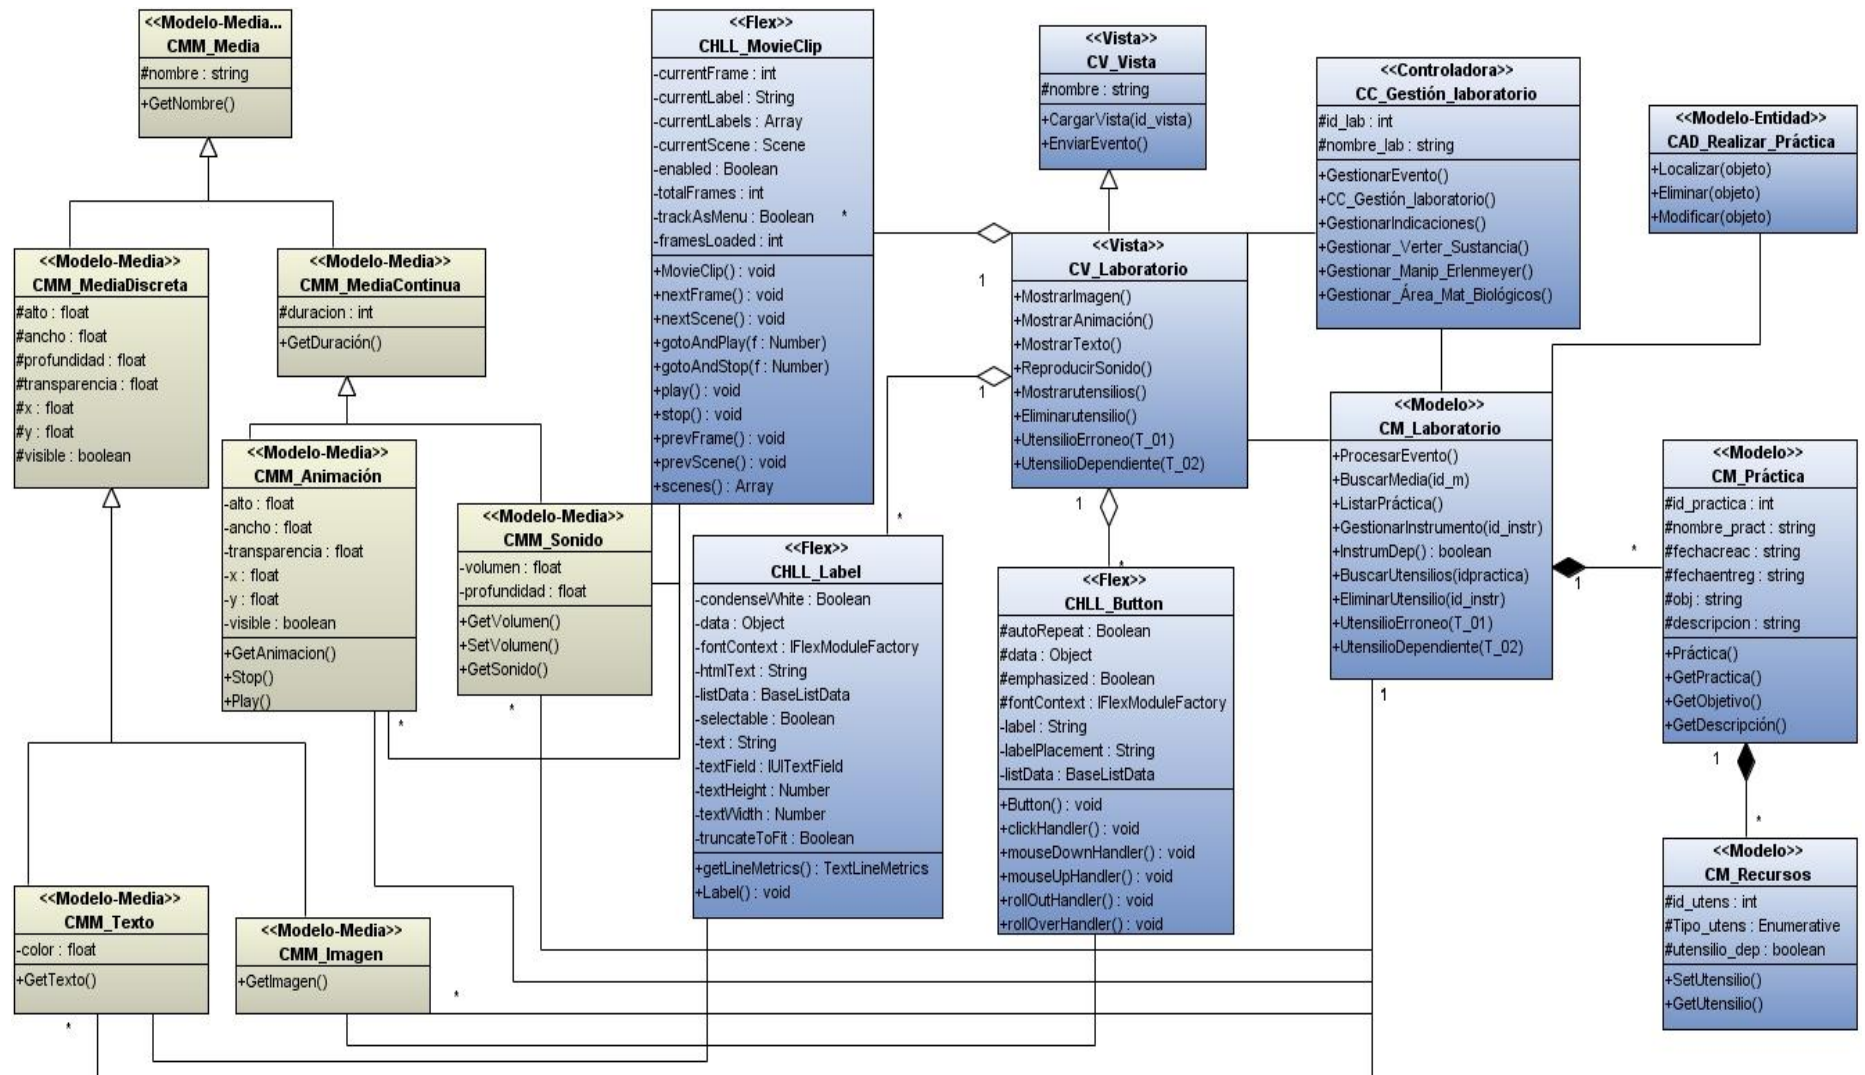 <<Modelo-Media...
CMM_Media
#nombre : string
+GetNombre()
<<Modelo-Media>>
CMM_MediaDiscreta
#alto : float
#ancho : float
#profundidad : float
#transparencia : float
#x : float
#y : float
#visible : boolean
<<Modelo-Media>>
CMM_MediaContinua
#duracion : int
+GetDuración()
<<Modelo-Media>>
CMM_Animación
-alto : float
-ancho : float
-transparencia : float
-x : float
-y : float
-visible : boolean
+GetAnimacion()
+Stop()
+Play()
*
<<Modelo-Media>>
CMM_Sonido
-volumen : float
-profundidad : float
+GetVolumen()
+SetVolumen()
+GetSonido()
*
<<Modelo-Media>>
CMM_Texto
-color : float
+GetTexto()
*
<<Modelo-Media>>
CMM_Imagen
+GetImagen()
*
<<Flex>>
CHLL_MovieClip
-currentFrame : int
-currentLabel : String
-currentLabels : Array
-currentScene : Scene
-enabled : Boolean
-totalFrames : int
-trackAsMenu : Boolean
*
-framesLoaded : int
+MovieClip() : void
+nextFrame() : void
+nextScene() : void
+gotoAndPlay(f : Number)
+gotoAndStop(f : Number)
+play() : void
+stop() : void
+prevFrame() : void
+prevScene() : void
+scenes() : Array
*
<<Flex>>
CHLL_Label
-condenseWhite : Boolean
-data : Object
-fontContext : IFlexModuleFactory
-htmlText : String
-listData : BaseListData
-selectable : Boolean
-text : String
-textField : IUITextField
-textHeight : Number
-textWidth : Number
-truncateToFit : Boolean
+getLineMetrics() : TextLineMetrics
+Label() : void
<<Vista>>
CV_Vista
#nombre : string
+CargarVista(id_vista)
+EnviarEvento()
1
1
<<Vista>>
CV_Laboratorio
+MostrarImagen()
+MostrarAnimación()
+MostrarTexto()
+ReproducirSonido()
+Mostrarutensilios()
+Eliminarutensilio()
+UtensilioErroneo(T_01)
+UtensilioDependiente(T_02)
1
*
<<Flex>>
CHLL_Button
#autoRepeat : Boolean
#data : Object
#emphasized : Boolean
#fontContext : IFlexModuleFactory
-label : String
-labelPlacement : String
-listData : BaseListData
+Button() : void
+clickHandler() : void
+mouseDownHandler() : void
+mouseUpHandler() : void
+rollOutHandler() : void
+rollOverHandler() : void
<<Controladora>>
CC_Gestión_laboratorio
#id_lab : int
#nombre_lab : string
+GestionarEvento()
+CC_Gestión_laboratorio()
+GestionarIndicaciones()
+Gestionar_Verter_Sustancia()
+Gestionar_Manip_Erlenmeyer()
+Gestionar_Área_Mat_Biológicos()
<<Modelo-Entidad>>
CAD_Realizar_Práctica
+Localizar(objeto)
+Eliminar(objeto)
+Modificar(objeto)
<<Modelo>>
CM_Laboratorio
+ProcesarEvento()
+BuscarMedia(id_m)
+ListarPráctica()
+GestionarInstrumento(id_instr)
+InstrumDep() : boolean
+BuscarUtensilios(idpractica)
+EliminarUtensilio(id_instr)
+UtensilioErroneo(T_01)
+UtensilioDependiente(T_02)
1
1
*
<<Modelo>>
CM_Práctica
#id_practica : int
#nombre_pract : string
#fechacreac : string
#fechaentreg : string
#obj : string
#descripcion : string
+Práctica()
+GetPractica()
+GetObjetivo()
+GetDescripción()
1
*
<<Modelo>>
CM_Recursos
#id_utens : int
#Tipo_utens : Enumerative
#utensilio_dep : boolean
+SetUtensilio()
+GetUtensilio()